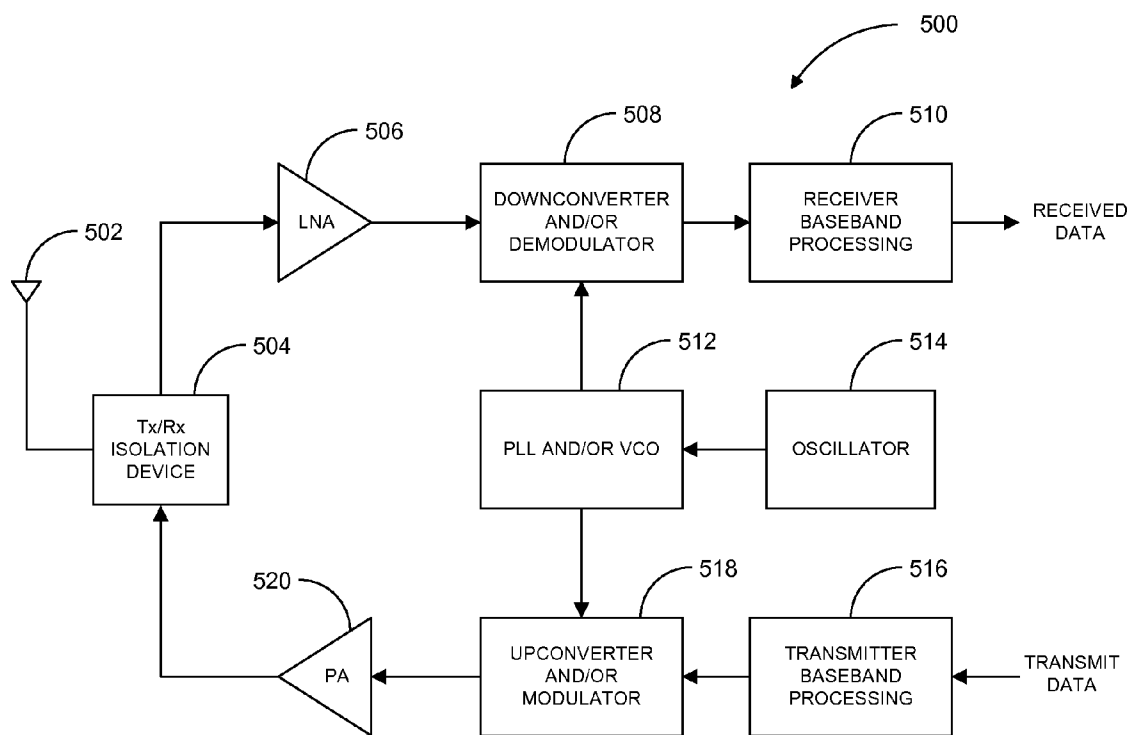 500
506
508
510
LNA
DOWNCONVERTER
AND/OR
DEMODULATOR
RECEIVER
BASEBAND
PROCESSING
RECEIVED
DATA
502
504
512
514
Tx/Rx
ISOLATION
DEVICE
PLL AND/OR VCO
OSCILLATOR
520
518
516
PA
UPCONVERTER
AND/OR
MODULATOR
TRANSMITTER
BASEBAND
PROCESSING
TRANSMIT
DATA